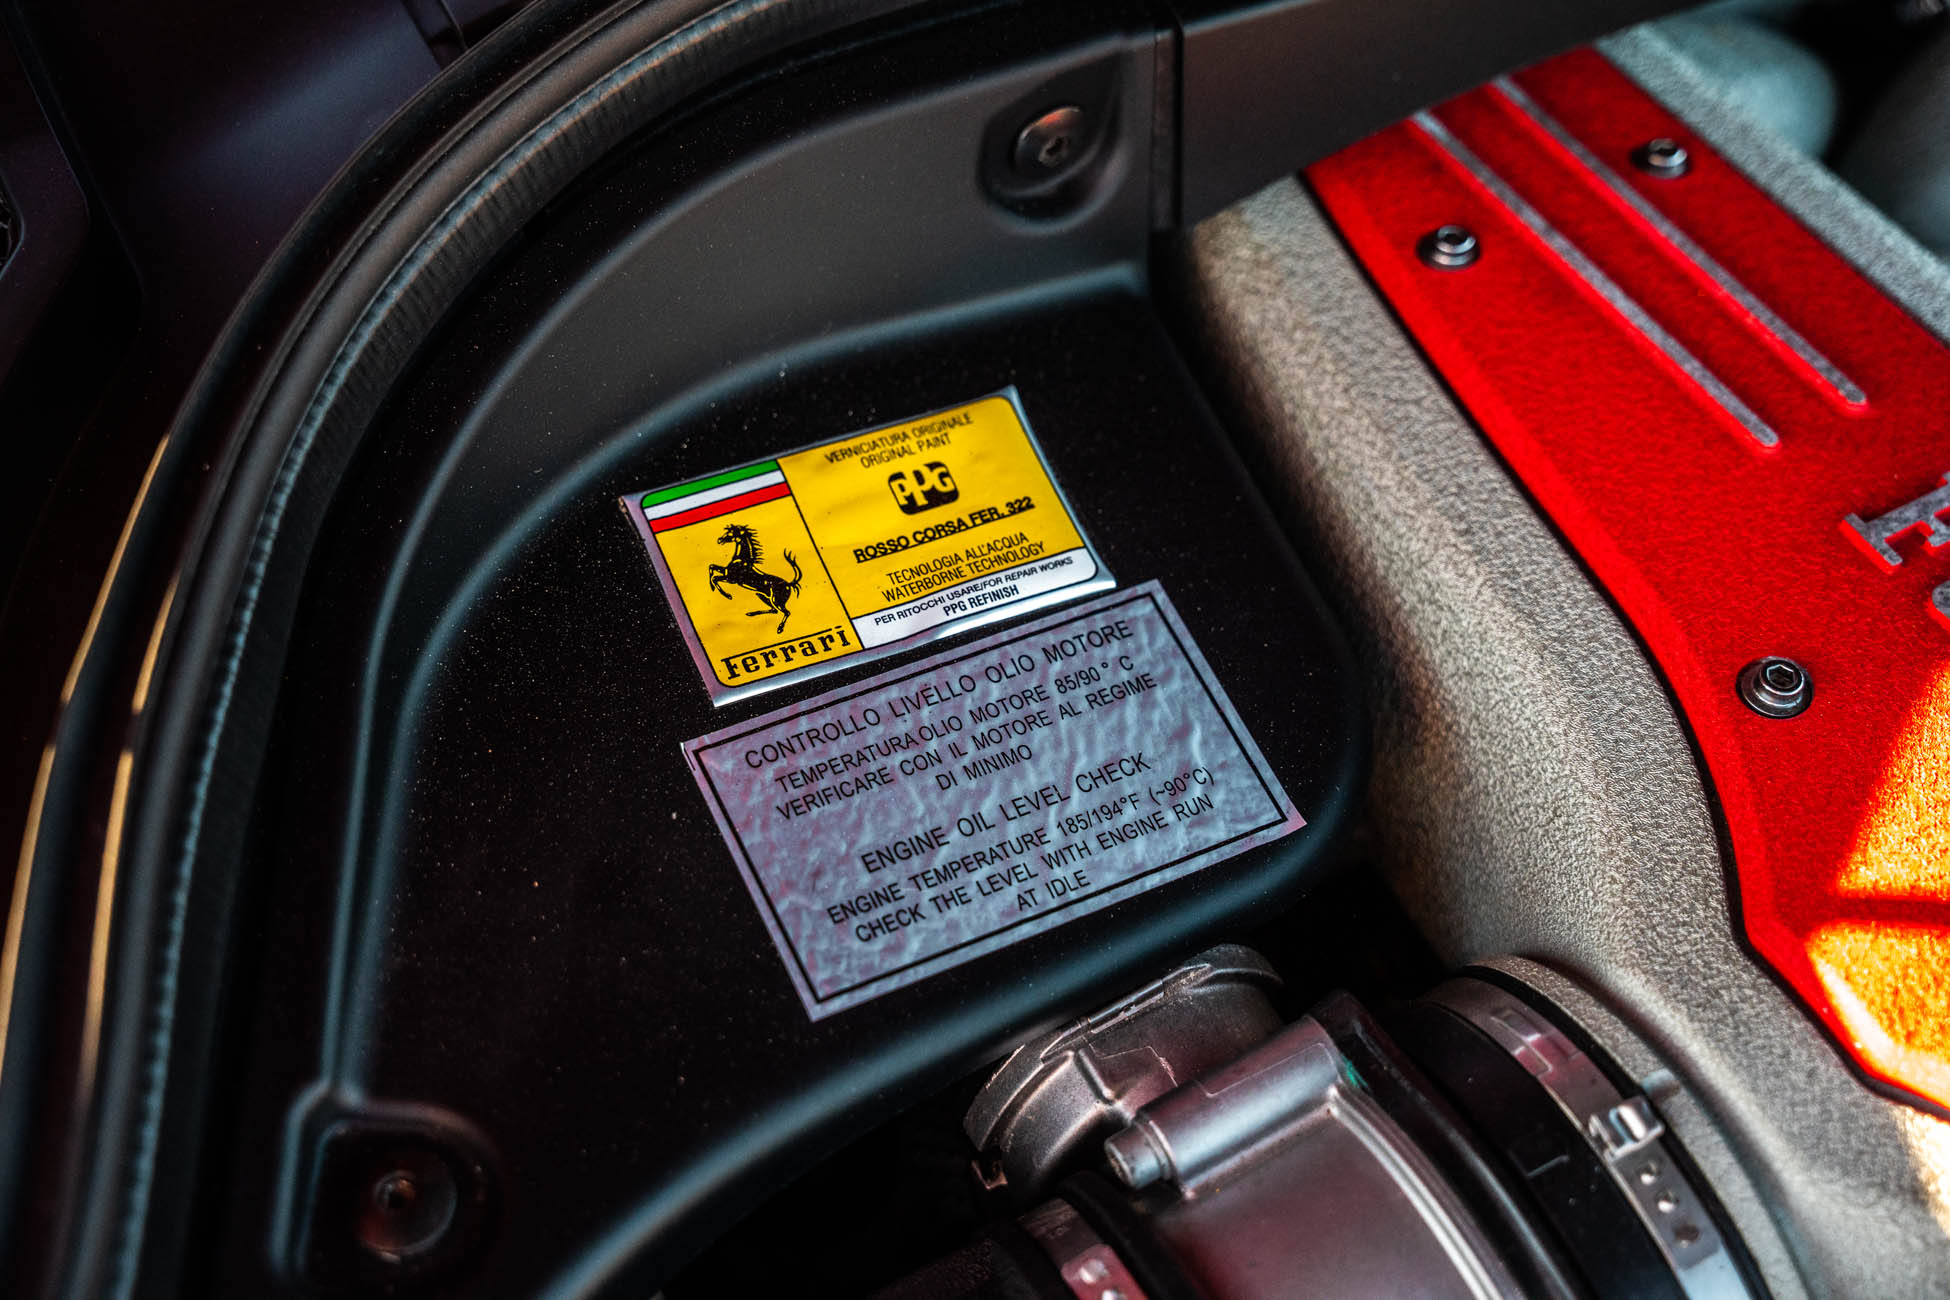 VERNICIATURA ORIGINALE
ORIGINAL PAINT
PPG
ROSSO CORSA FER. 322
TECNOLOGIA ALL'ACQUA
WATERBORNE TECHNOLOGY
PER RITOCCHI USARE/FOR REPAIR WORKS
PPG REFINISH
Ferrari
CONTROLLO LIVELLO OLIO MOTORE
TEMPERATURA OLIO MOTORE 85/90° C
VERIFICARE CON IL MOTORE AL REGIME
DI MINIMO
ENGINE OIL LEVEL CHECK
ENGINE TEMPERATURE 185/194°F (~90°C)
CHECK THE LEVEL WITH ENGINE RUN
AT IDLE